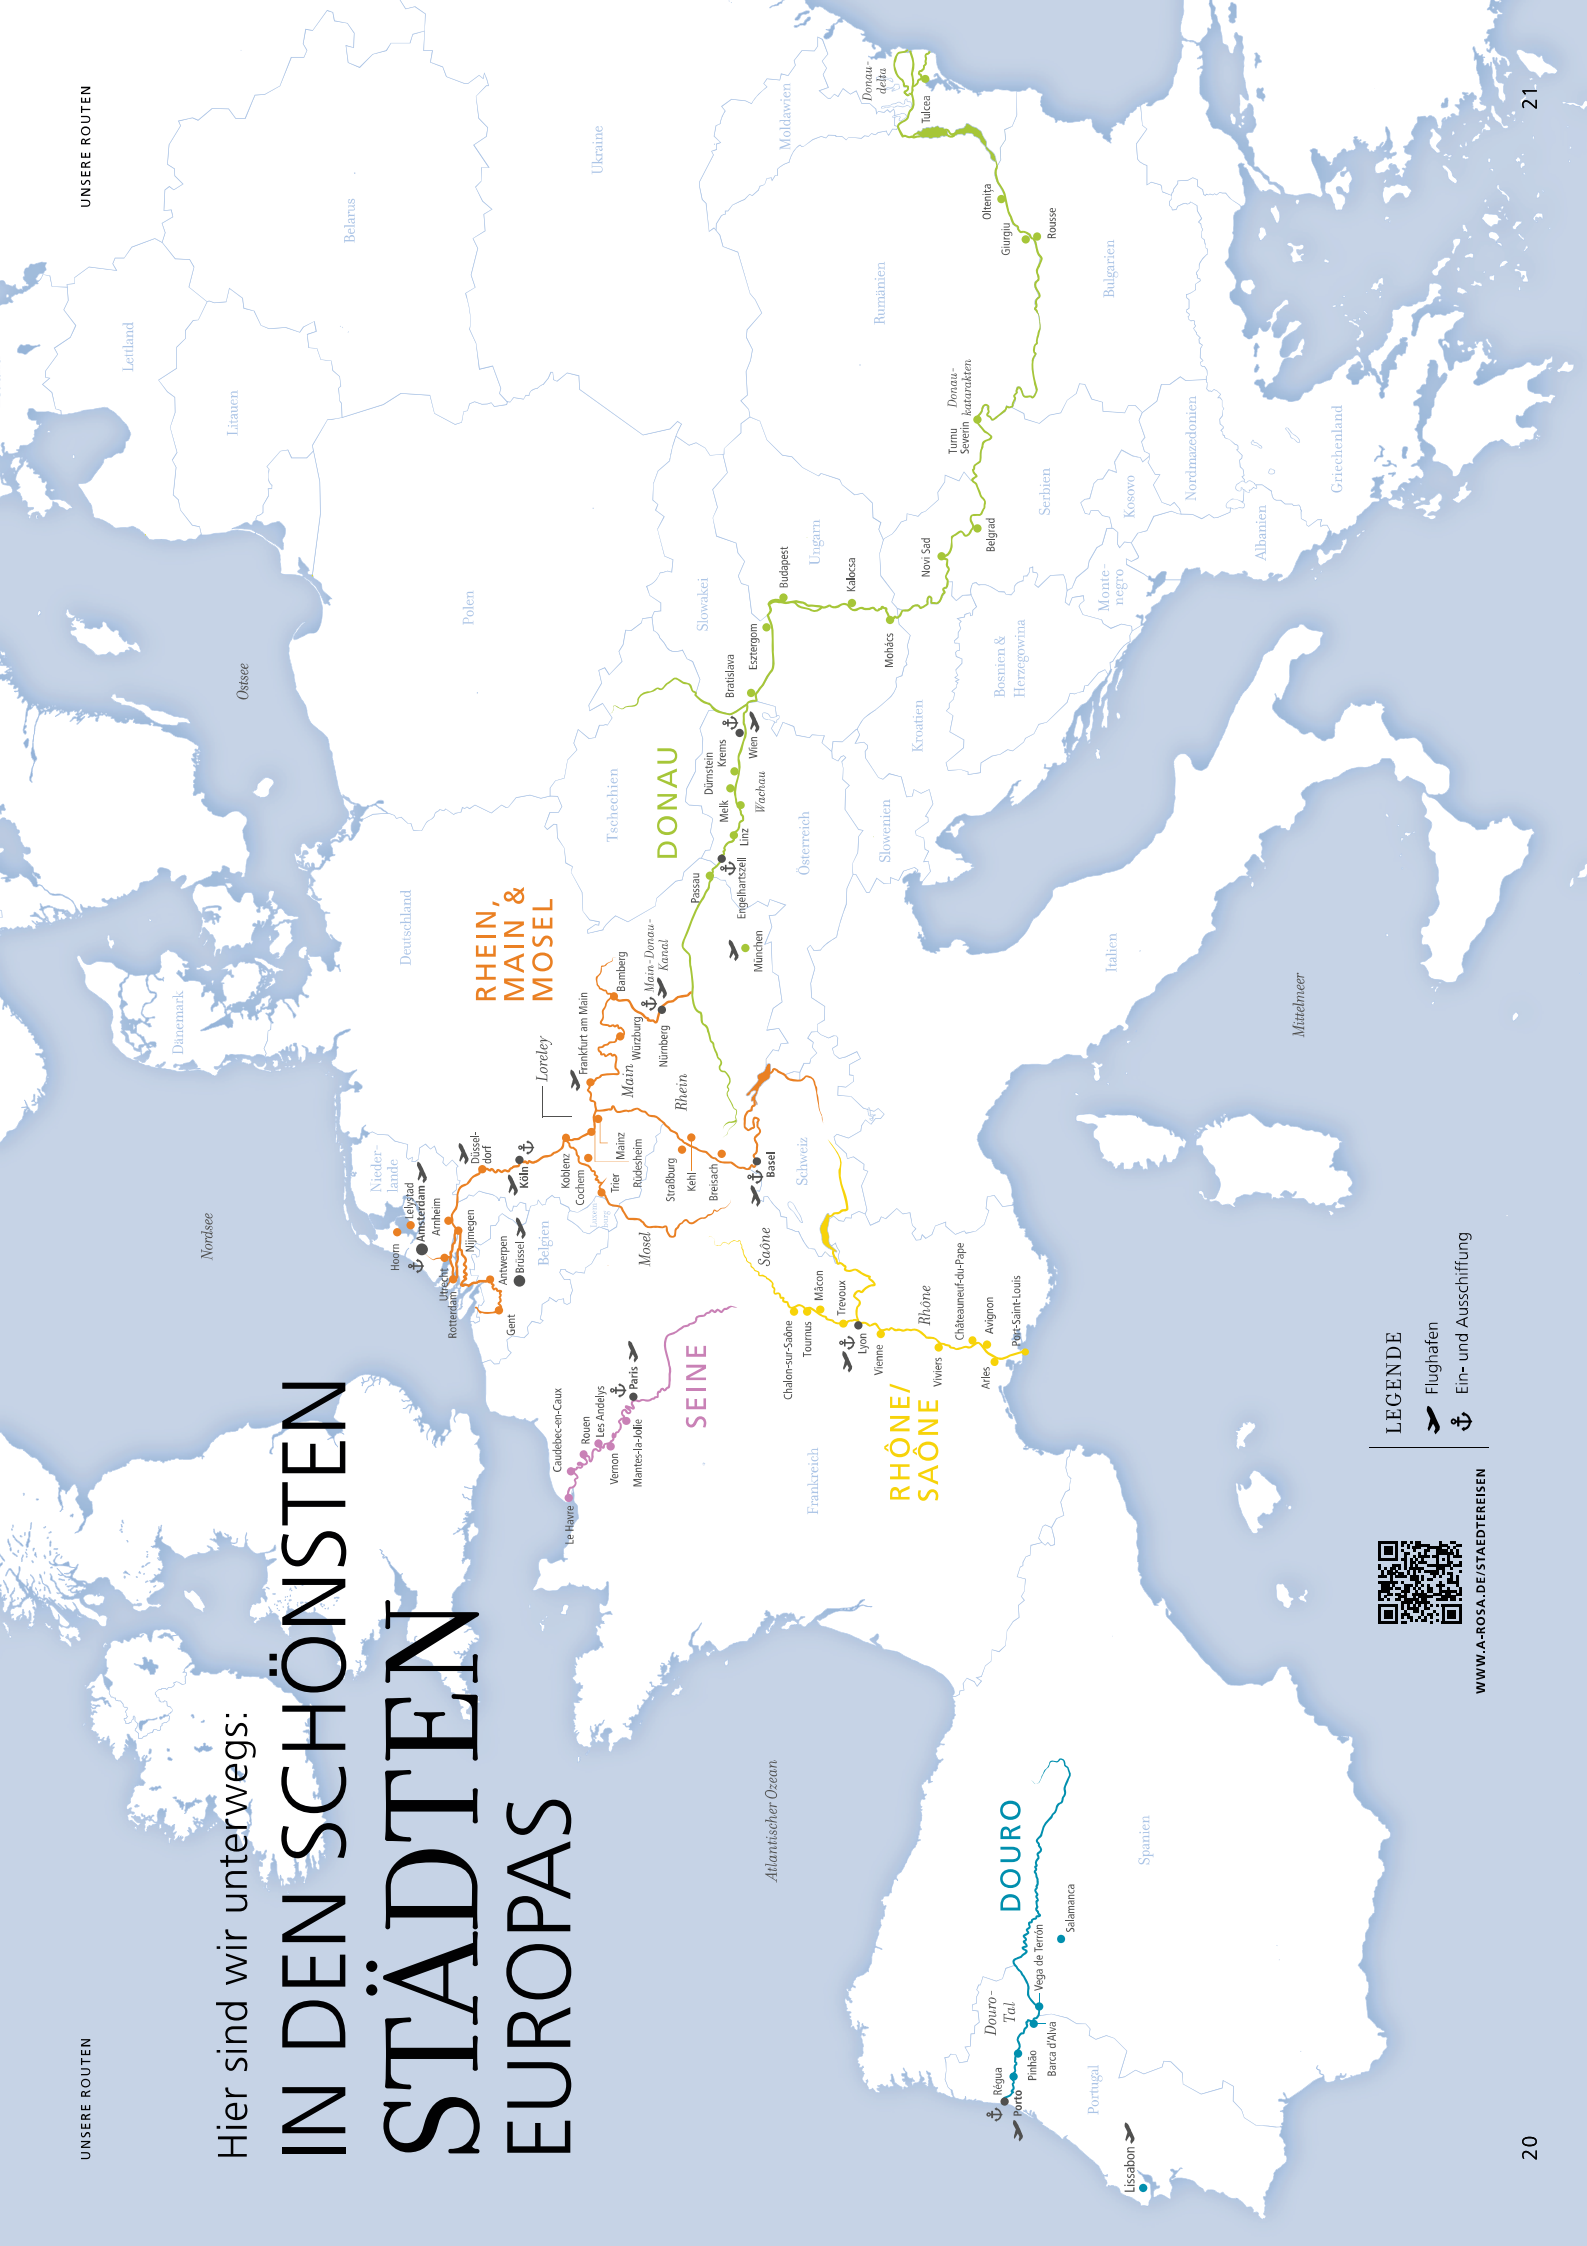 UNSERE ROUTEN
UNSERE ROUTEN
Hier sind wir unterwegs:
IN DEN SCHÖNSTEN
STÄDTEN
EUROPAS
Nordsee
Ostsee
Atlantischer Ozean
Mittelmeer
Dänemark
Lettland
Litauen
Belarus
Ukraine
Moldawien
Polen
Deutschland
Nieder-
lande
Belgien
Luxem-
burg
Frankreich
Schweiz
Österreich
Tschechien
Slowakei
Ungarn
Rumänien
Bulgarien
Slowenien
Kroatien
Bosnien &
Herzegowina
Serbien
Monte-
negro
Kosovo
Nordmazedonien
Albanien
Griechenland
Italien
Spanien
Portugal
RHEIN,
MAIN &
MOSEL
Hoorn
Lelystad
Amsterdam
Utrecht
Rotterdam
Arnheim
Nijmegen
Antwerpen
Brüssel
Gent
Düssel-
dorf
Köln
Koblenz
Cochem
Trier
Loreley
Rüdesheim
Mainz
Frankfurt am Main
Main
Würzburg
Bamberg
Nürnberg
Main-Donau-
Kanal
Rhein
Mosel
Straßburg
Kehl
Breisach
Basel
DONAU
München
Passau
Engelhartszell
Linz
Melk
Dürnstein
Krems
Wachau
Wien
Bratislava
Esztergom
Budapest
Kalocsa
Mohács
Novi Sad
Belgrad
Turnu
Severin
Donau-
katarakten
Giurgiu
Rousse
Oltenița
Tulcea
Donau-
delta
SEINE
Le Havre
Caudebec-en-Caux
Rouen
Les Andelys
Vernon
Mantes-la-Jolie
Paris
RHÔNE/
SAÔNE
Saône
Chalon-sur-Saône
Tournus
Mâcon
Trevoux
Lyon
Vienne
Rhône
Viviers
Châteauneuf-du-Pape
Avignon
Arles
Port-Saint-Louis
DOURO
Douro-
Tal
Porto
Régua
Pinhão
Barca d'Alva
Vega de Terrón
Salamanca
Lissabon
LEGENDE
Flughafen
Ein- und Ausschiffung
WWW.A-ROSA.DE/STAEDTEREISEN
20
21